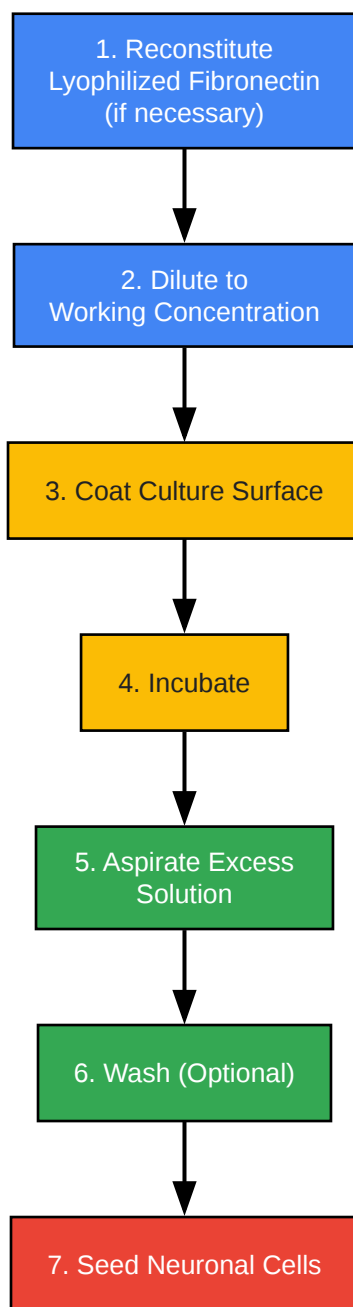 1. Reconstitute
Lyophilized Fibronectin
(if necessary)
2. Dilute to
Working Concentration
3. Coat Culture Surface
4. Incubate
5. Aspirate Excess
Solution
6. Wash (Optional)
7. Seed Neuronal Cells